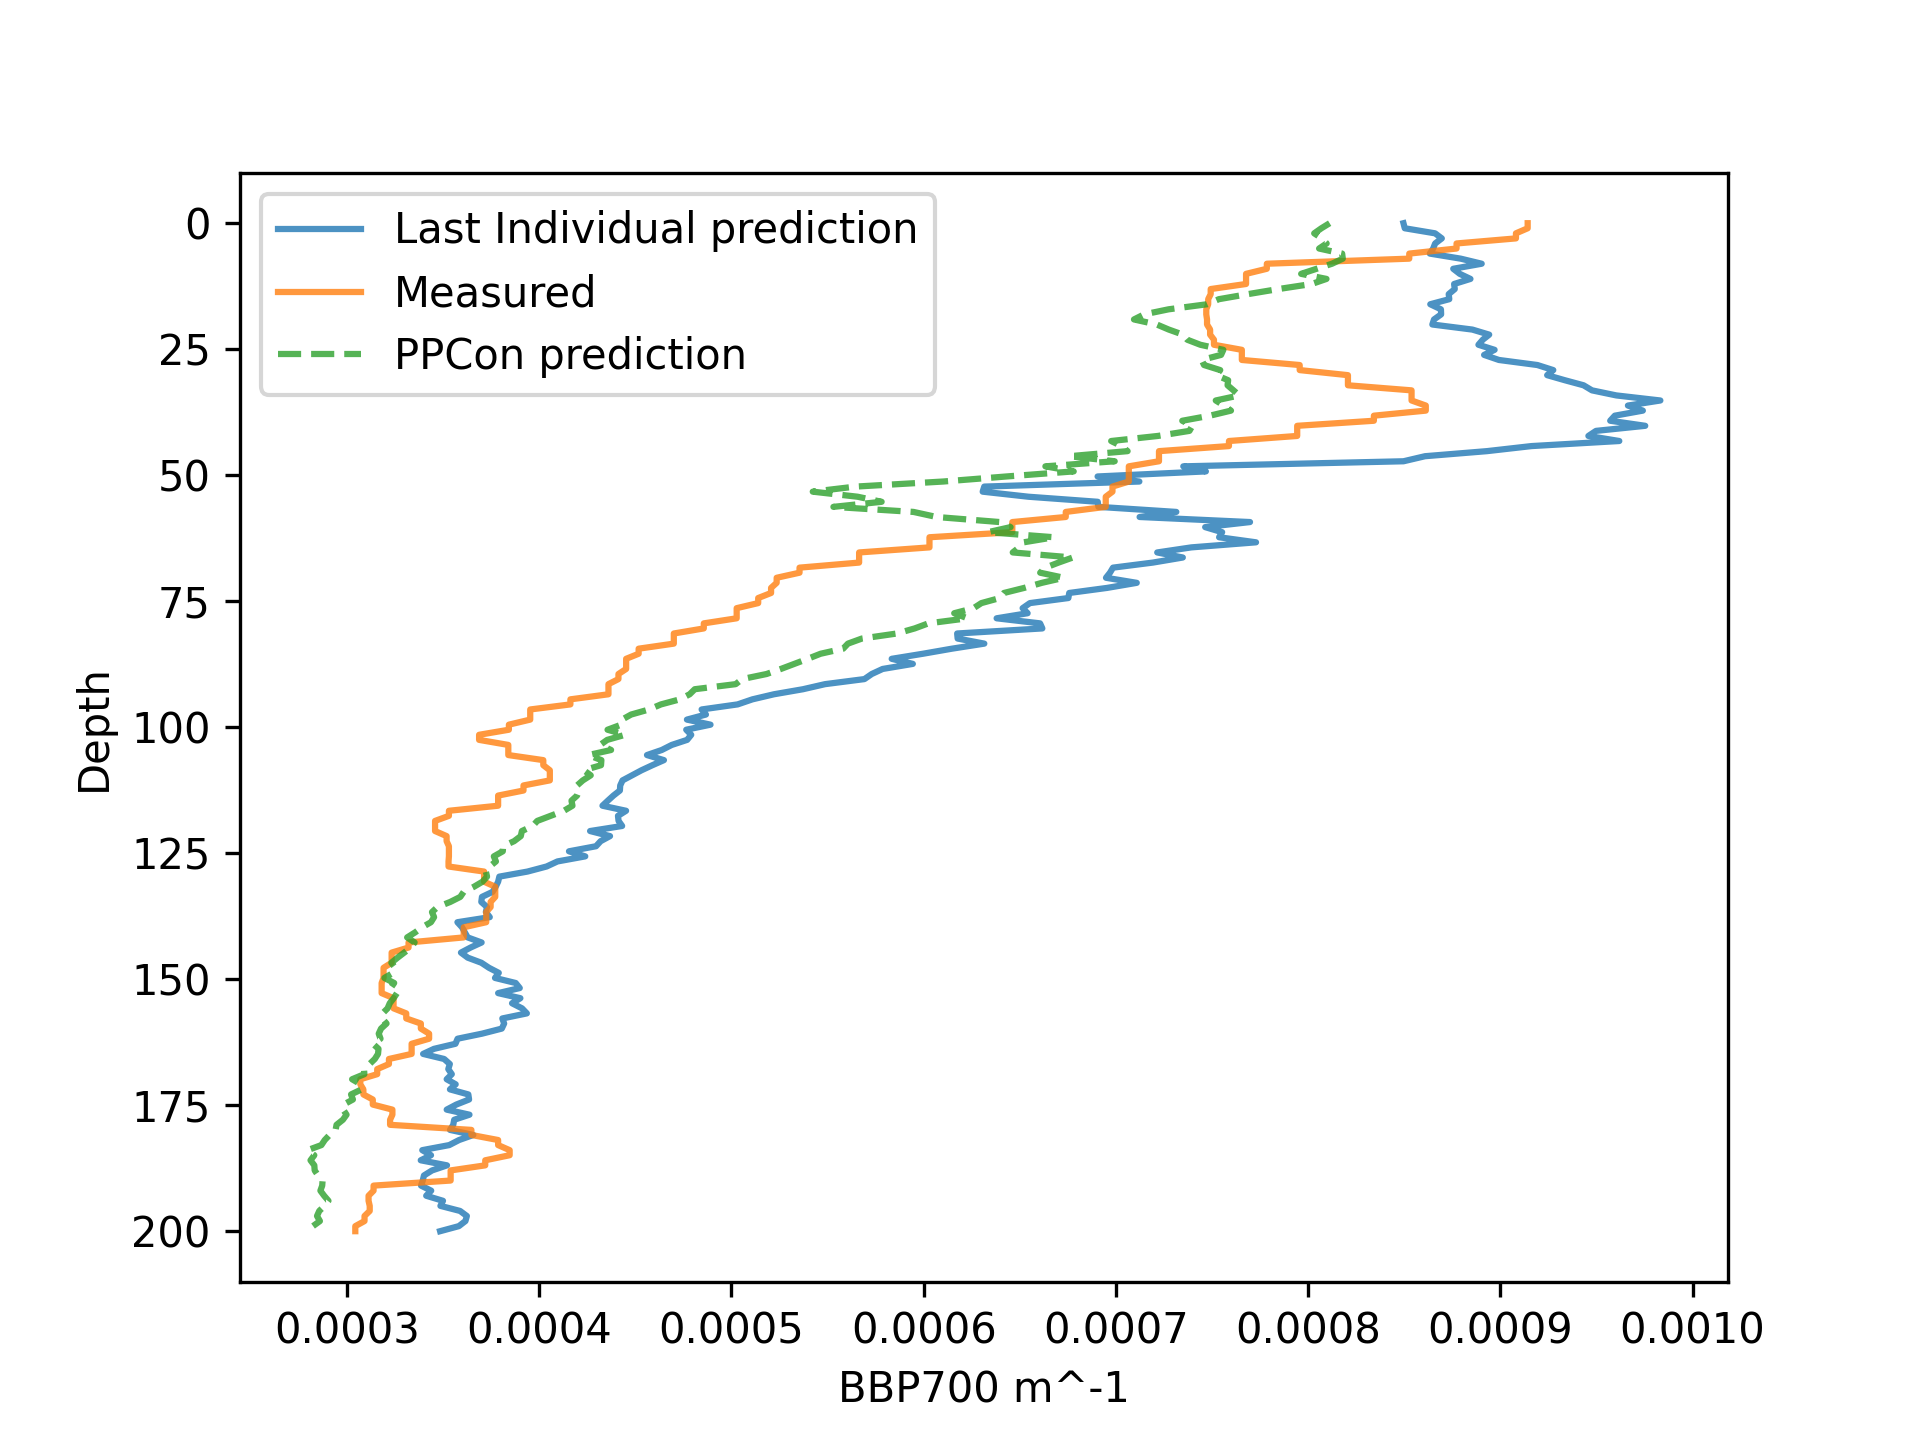 Last Individual prediction
Measured
PPCon prediction
0
25
50
75
100
125
150
175
200
Depth
0.0003 0.0004 0.0005 0.0006 0.0007 0.0008 0.0009 0.0010
BBP700 m^-1